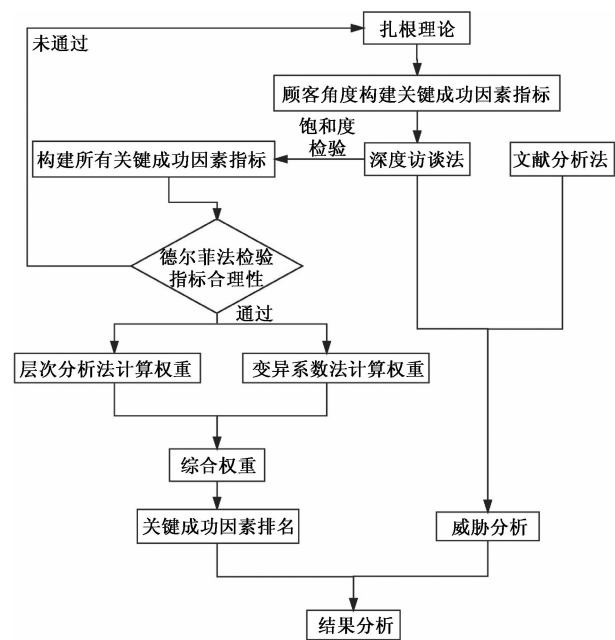 扎根理论
未通过
顾客角度构建关键成功因素指标
饱和度
检验
构建所有关键成功因素指标
深度访谈法
文献分析法
德尔菲法检验
指标合理性
通过
层次分析法计算权重
变异系数法计算权重
综合权重
关键成功因素排名
威胁分析
结果分析